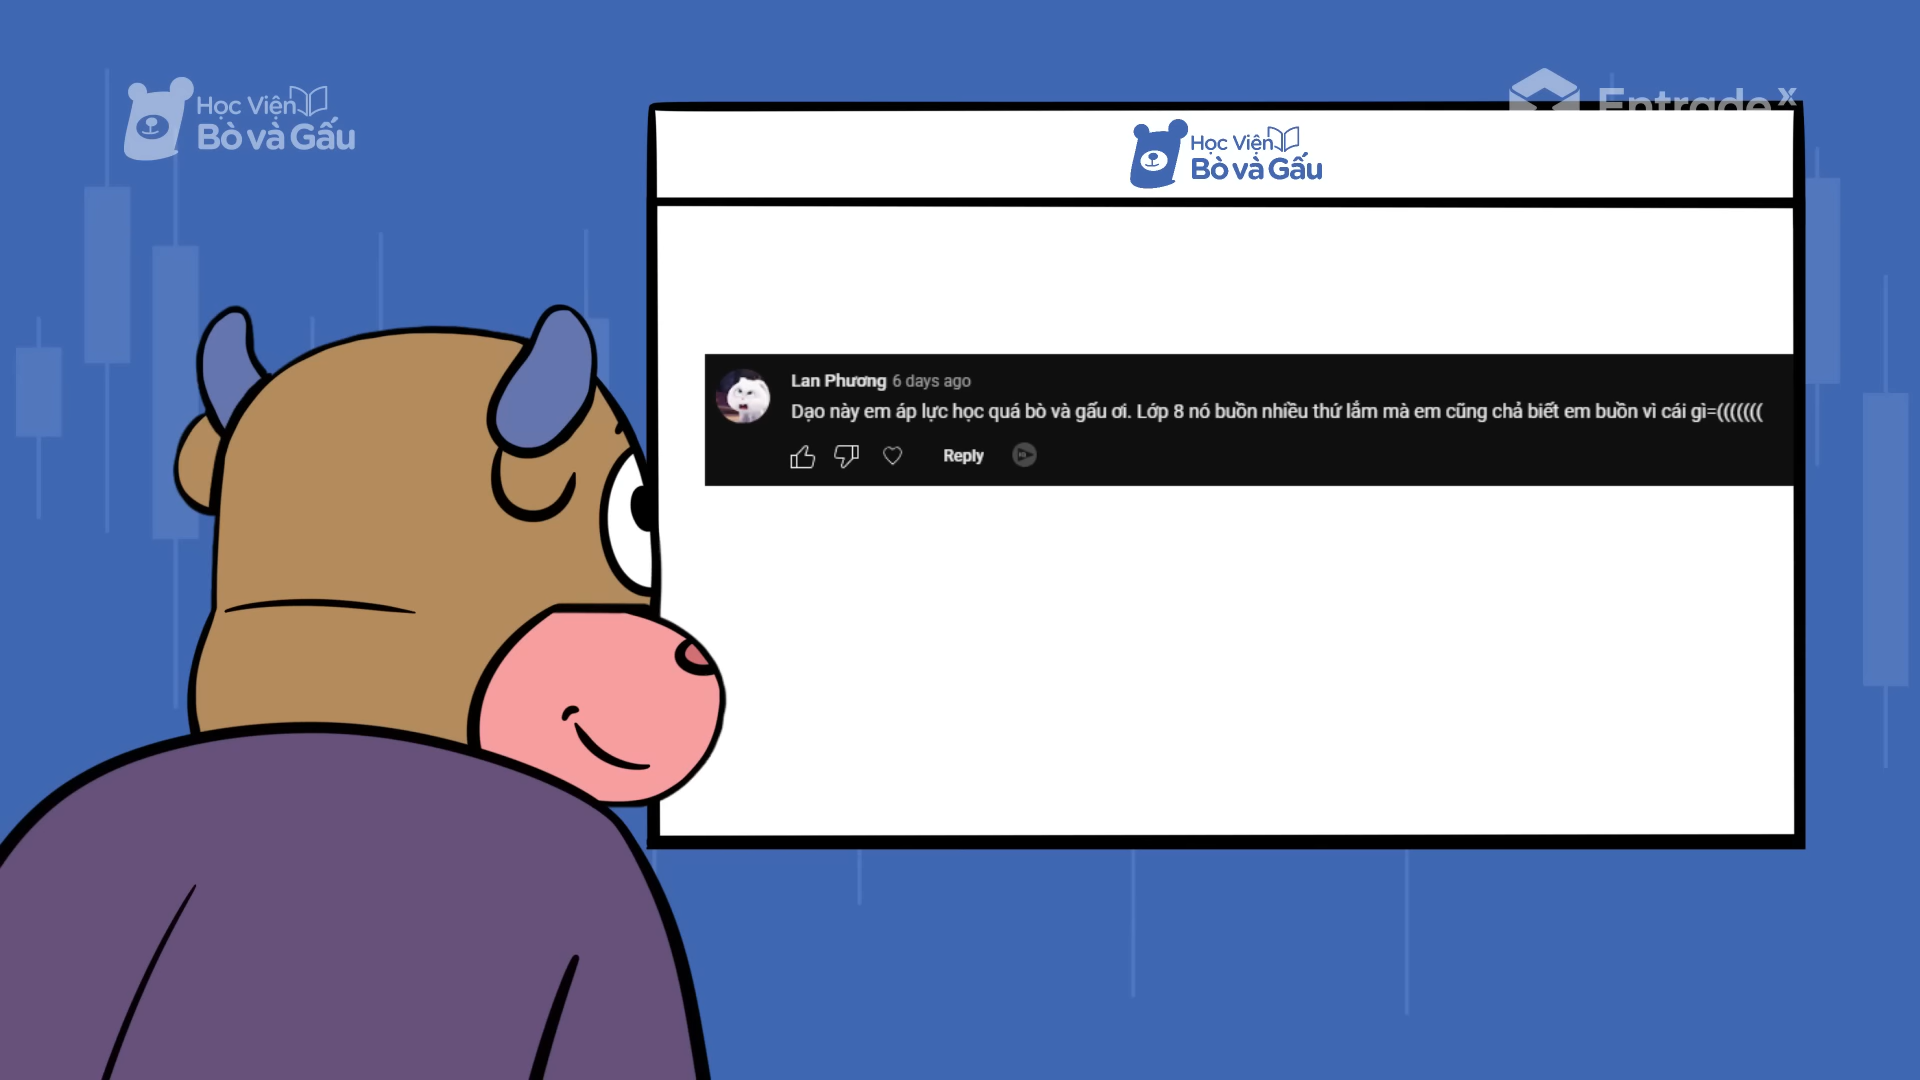 Học Viện
Bò và Gấu
Entrade X
Học Viện
Bò và Gấu
Lan Phương 6 days ago
Dạo này em áp lực học quá bò và gấu ơi. Lớp 8 nó buồn nhiều thứ lắm mà em cũng chả biết em buồn vì cái gì=(((((((
Reply